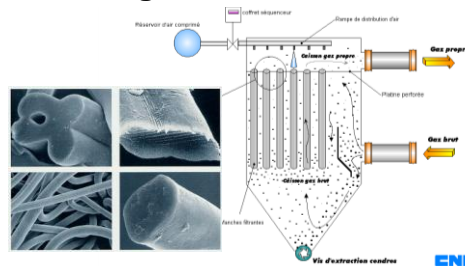 coffret séquenceur
Réservoir d'air comprimé
Rampe de distribution d'air
Caisson gaz propre
Gaz propre
Platine perforée
Gaz brut
Caisson gaz brut
Manches filtrantes
Vis d'extraction cendres